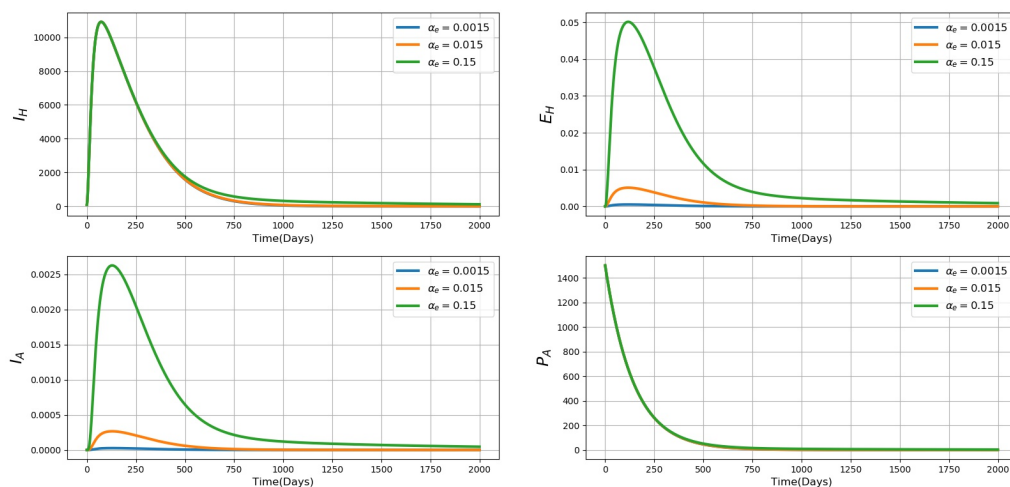 I_H
10000
8000
6000
4000
2000
0
0 250 500 750 1000 1250 1500 1750 2000
Time(Days)
α_e = 0.0015
α_e = 0.015
α_e = 0.15
E_H
0.05
0.04
0.03
0.02
0.01
0.00
0 250 500 750 1000 1250 1500 1750 2000
Time(Days)
α_e = 0.0015
α_e = 0.015
α_e = 0.15
I_A
0.0025
0.0020
0.0015
0.0010
0.0005
0.0000
0 250 500 750 1000 1250 1500 1750 2000
Time(Days)
α_e = 0.0015
α_e = 0.015
α_e = 0.15
P_A
1400
1200
1000
800
600
400
200
0
0 250 500 750 1000 1250 1500 1750 2000
Time(Days)
α_e = 0.0015
α_e = 0.015
α_e = 0.15